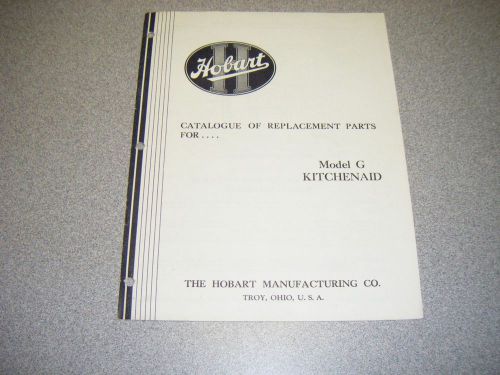 Hobart
CATALOGUE OF REPLACEMENT PARTS
FOR . . . .
Model G
KITCHENAID
THE HOBART MANUFACTURING CO.
TROY, OHIO, U. S. A.